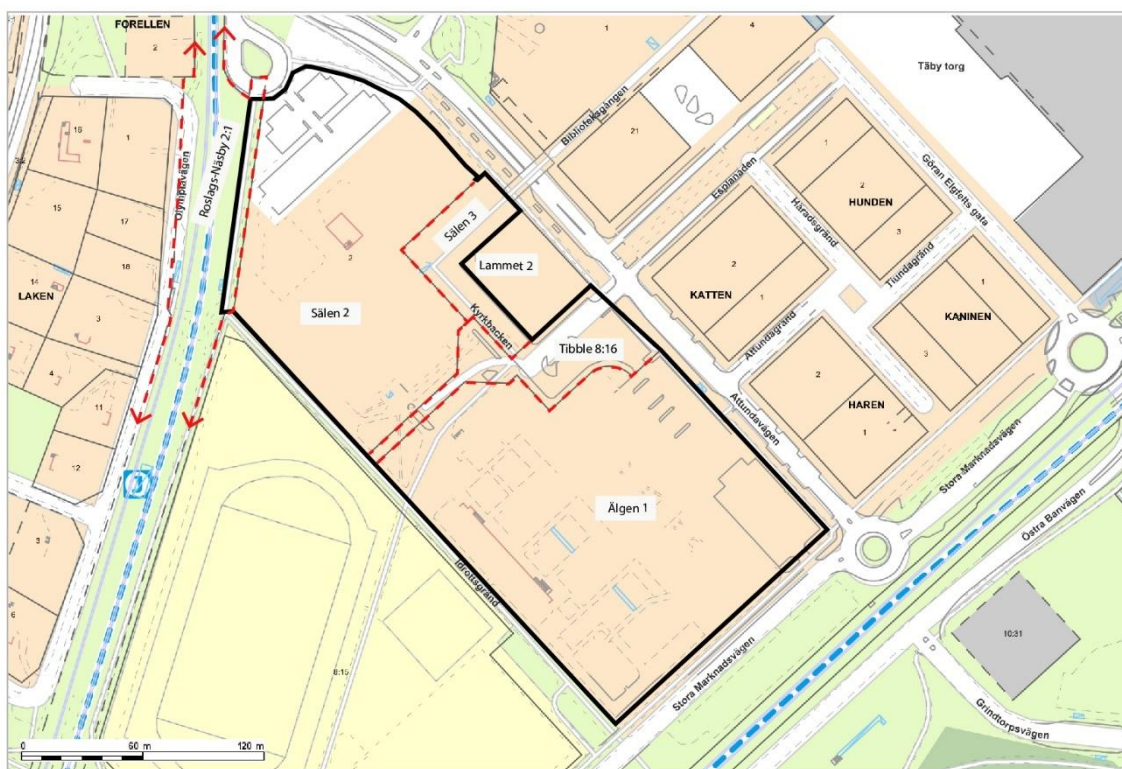 FORELLEN
2
1
4
Täby torg
Biblioteksgången
21
16
1
Olympiavägen
Roslags-Näsby 2:1
Esplanaden
Göran Elgfelts gata
1
2
HUNDEN
3
Häradsgränd
Tiundagränd
15
17
18
14
LAKEN
3
4
11
12
3
6
2
Sälen 3
Lammet 2
Sälen 2
Kyrkbacken
Tibble 8:16
2
KATTEN
1
Attundagränd
1
KANINEN
3
2
HAREN
1
Attundavägen
Stora Marknadsvägen
Östra Banvägen
Älgen 1
Idrottsgränd
Stora Marknadsvägen
10:31
8:15
Grindtorpsvägen
0 60 m 120 m